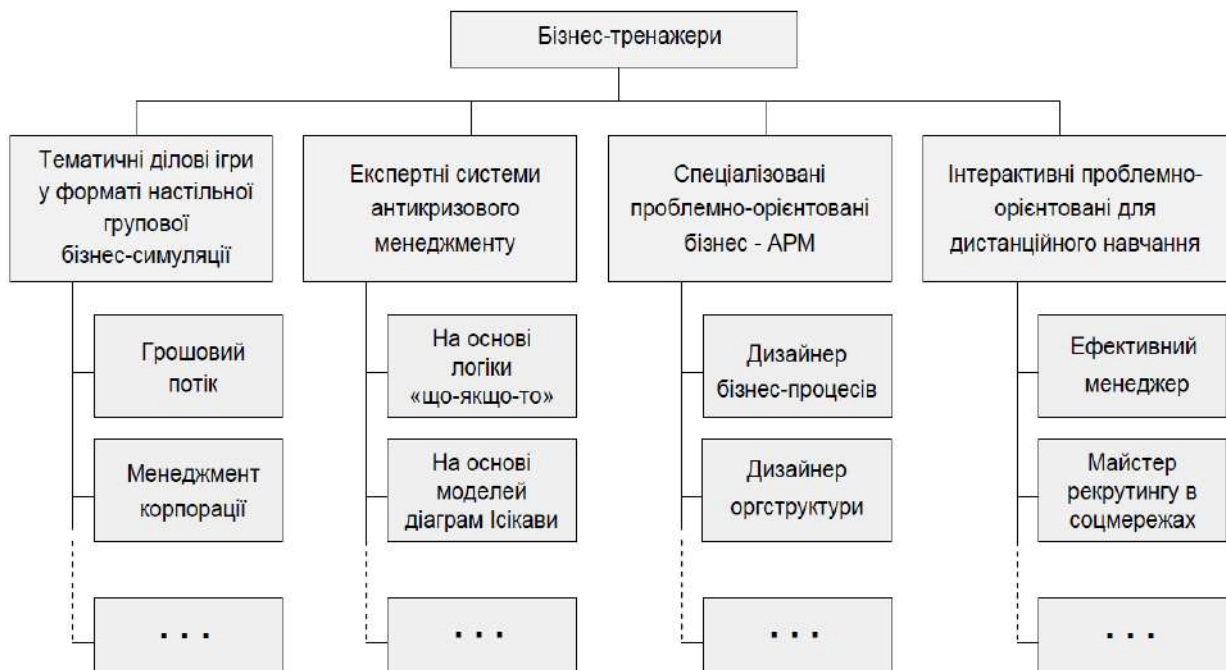 Бізнес-тренажери
Тематичні ділові ігри
у форматі настільної
групової
бізнес-симуляції
Експертні системи
антикризового
менеджменту
Спеціалізовані
проблемно-орієнтовані
бізнес - АРМ
Інтерактивні проблемно-
орієнтовані для
дистанційного навчання
Грошовий
потік
На основі
логіки
«що-якщо-то»
Дизайнер
бізнес-процесів
Ефективний
менеджер
Менеджмент
корпорації
На основі
моделей
діаграм Ісікави
Дизайнер
оргструктури
Майстер
рекрутингу в
соцмережах
. . .
. . .
. . .
. . .